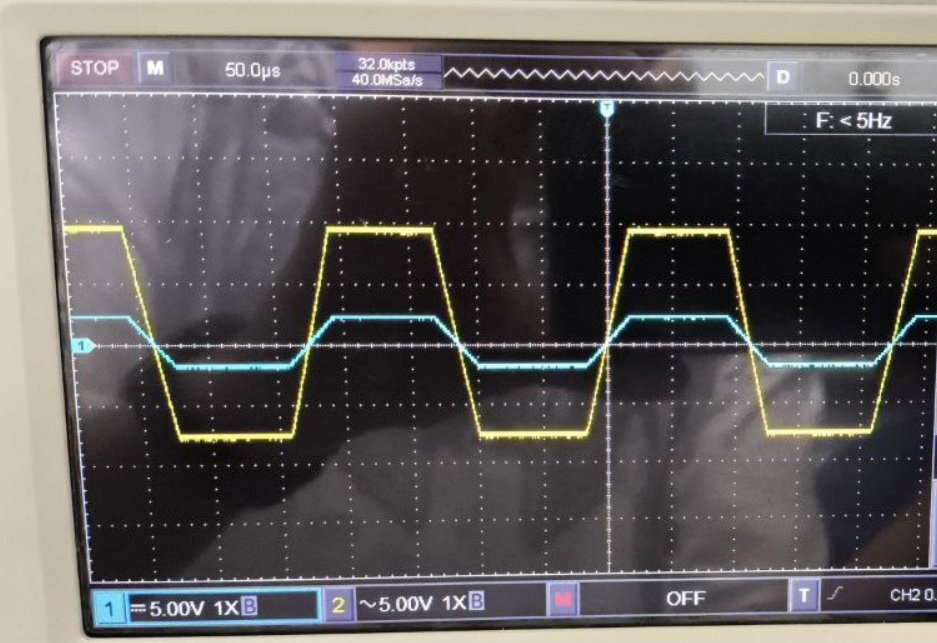 STOP M 50.0µs 32.0kpts D 0.000s
40.0MSa/s
T
F: < 5Hz
1
1 5.00V 1X B 2 ~5.00V 1X B M OFF T CH2 0.